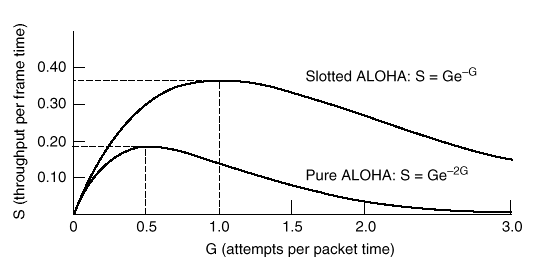 S (throughput per frame time)
0.40
0.30
0.20
0.10
Slotted ALOHA: S = Ge–G
Pure ALOHA: S = Ge–2G
0 0.5 1.0 1.5 2.0 3.0
G (attempts per packet time)